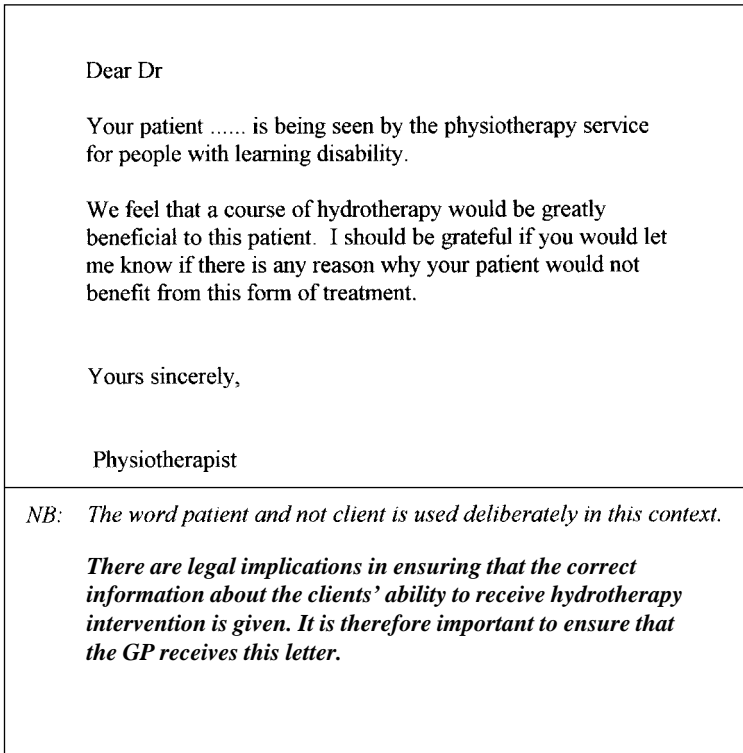 Dear Dr
Your patient ...... is being seen by the physiotherapy service
for people with learning disability.
We feel that a course of hydrotherapy would be greatly
beneficial to this patient.  I should be grateful if you would let
me know if there is any reason why your patient would not
benefit from this form of treatment.
Yours sincerely,
Physiotherapist
NB: The word patient and not client is used deliberately in this context.
There are legal implications in ensuring that the correct
information about the clients’ ability to receive hydrotherapy
intervention is given. It is therefore important to ensure that
the GP receives this letter.